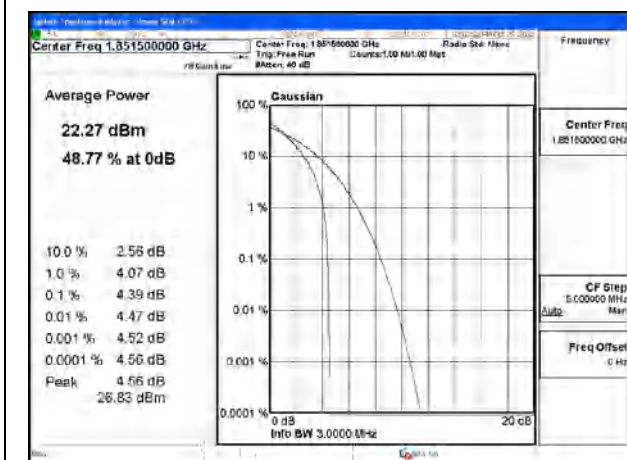 Center Freq 1.851500000 GHz
Center Freq: 1.851500000 GHz
Radio Std: None
Trig: Free Run
Counts:1.00 M/1.00 Mpt
#Atten: 40 dB
Frequency
Average Power
22.27 dBm
48.77 % at 0dB
10.0 % 2.56 dB
1.0 % 4.07 dB
0.1 % 4.39 dB
0.01 % 4.47 dB
0.001 % 4.52 dB
0.0001 % 4.56 dB
Peak 4.56 dB
26.83 dBm
Gaussian
100 %
10 %
1 %
0.1 %
0.01 %
0.001 %
0.0001 %
0 dB
20 dB
Info BW 3.0000 MHz
Center Freq
1.851500000 GHz
CF Step
5.000000 MHz
Auto Man
Freq Offset
0 Hz